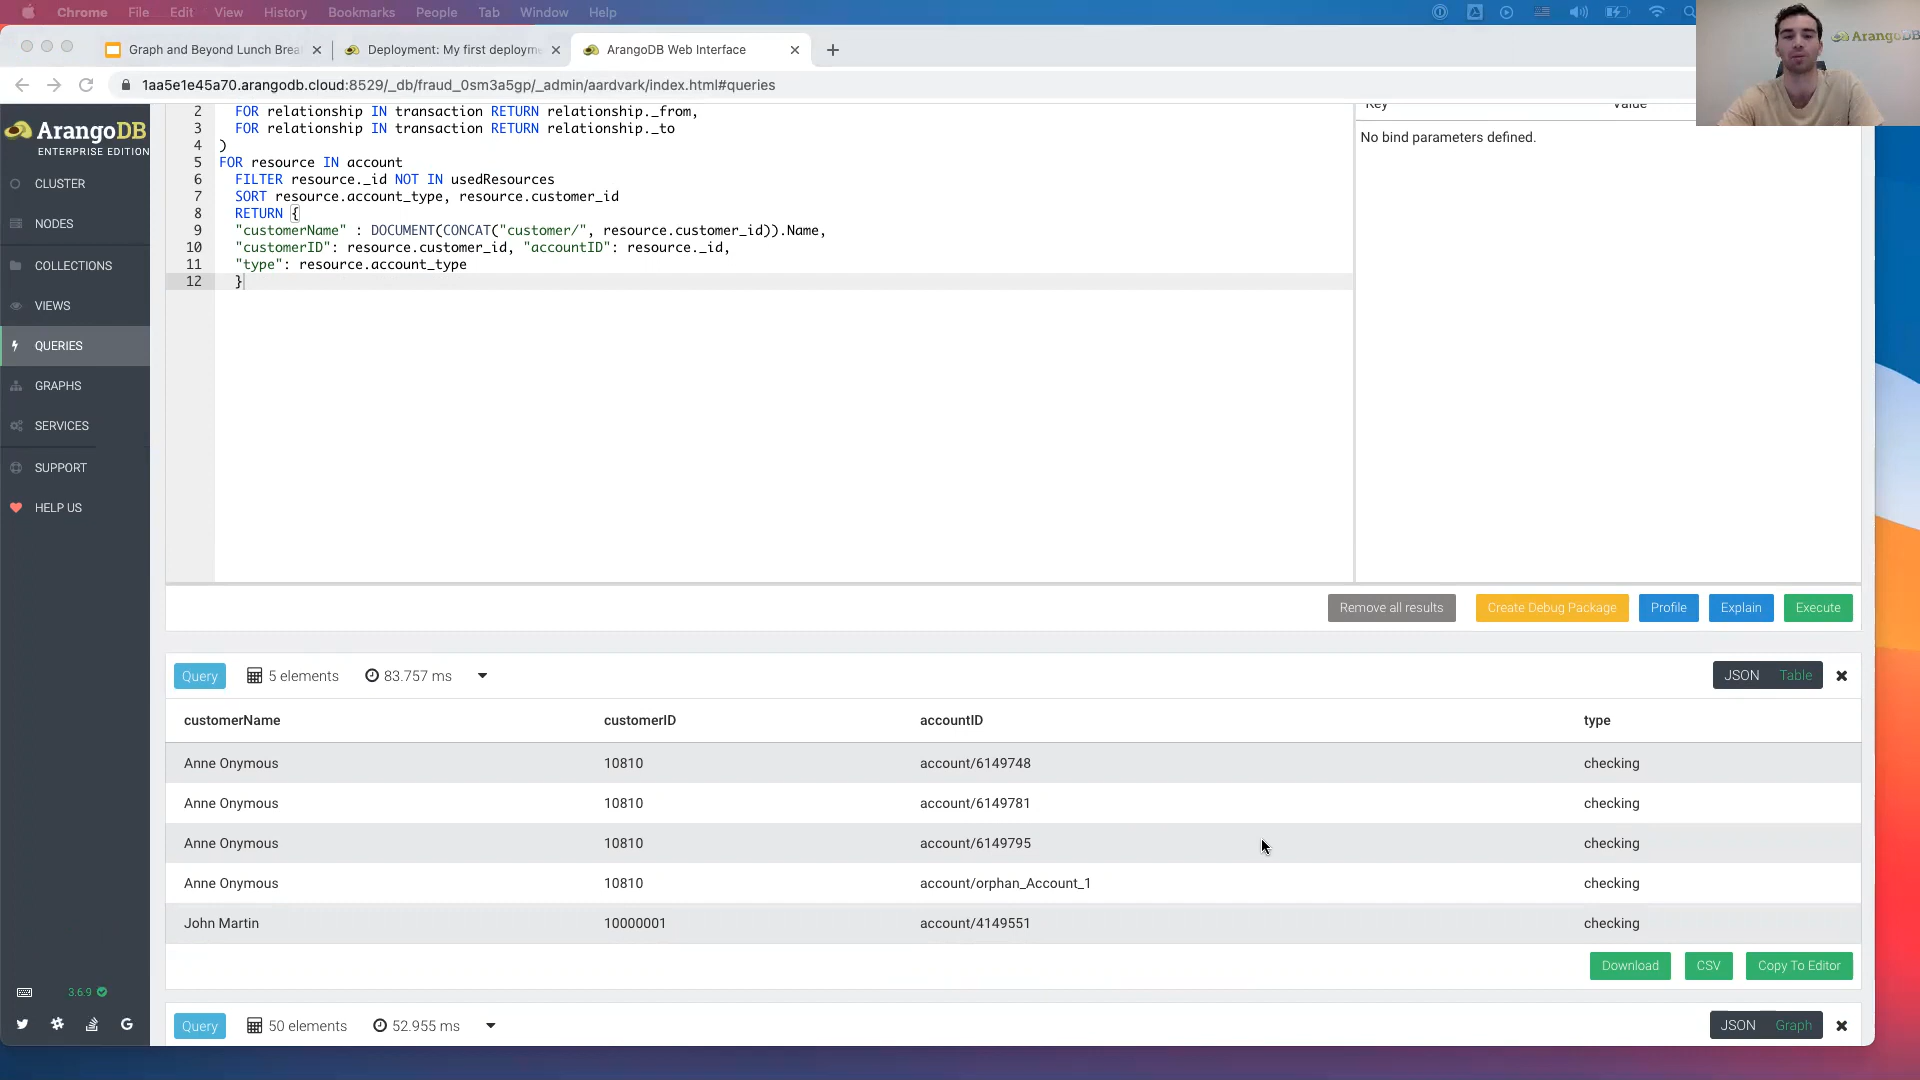 Chrome File Edit View History Bookmarks People Tab Window Help
Graph and Beyond Lunch Brea
Deployment: My first deploym
ArangoDB Web Interface
1aa5e1e45a70.arangodb.cloud:8529/_db/fraud_0sm3a5gp/_admin/aardvark/index.html#queries
ArangoDB
ArangoDB
ENTERPRISE EDITION
CLUSTER
NODES
COLLECTIONS
VIEWS
QUERIES
GRAPHS
SERVICES
SUPPORT
HELP US
3.6.9
2 FOR relationship IN transaction RETURN relationship._from,
3 FOR relationship IN transaction RETURN relationship._to
4 )
5 FOR resource IN account
6 FILTER resource._id NOT IN usedResources
7 SORT resource.account_type, resource.customer_id
8 RETURN {
9 "customerName" : DOCUMENT(CONCAT("customer/", resource.customer_id)).Name,
10 "customerID": resource.customer_id, "accountID": resource._id,
11 "type": resource.account_type
12 }
Key Value
No bind parameters defined.
Remove all results Create Debug Package Profile Explain Execute
Query 5 elements 83.757 ms JSON Table
customerName customerID accountID type
Anne Onymous 10810 account/6149748 checking
Anne Onymous 10810 account/6149781 checking
Anne Onymous 10810 account/6149795 checking
Anne Onymous 10810 account/orphan_Account_1 checking
John Martin 10000001 account/4149551 checking
Download CSV Copy To Editor
Query 50 elements 52.955 ms JSON Graph